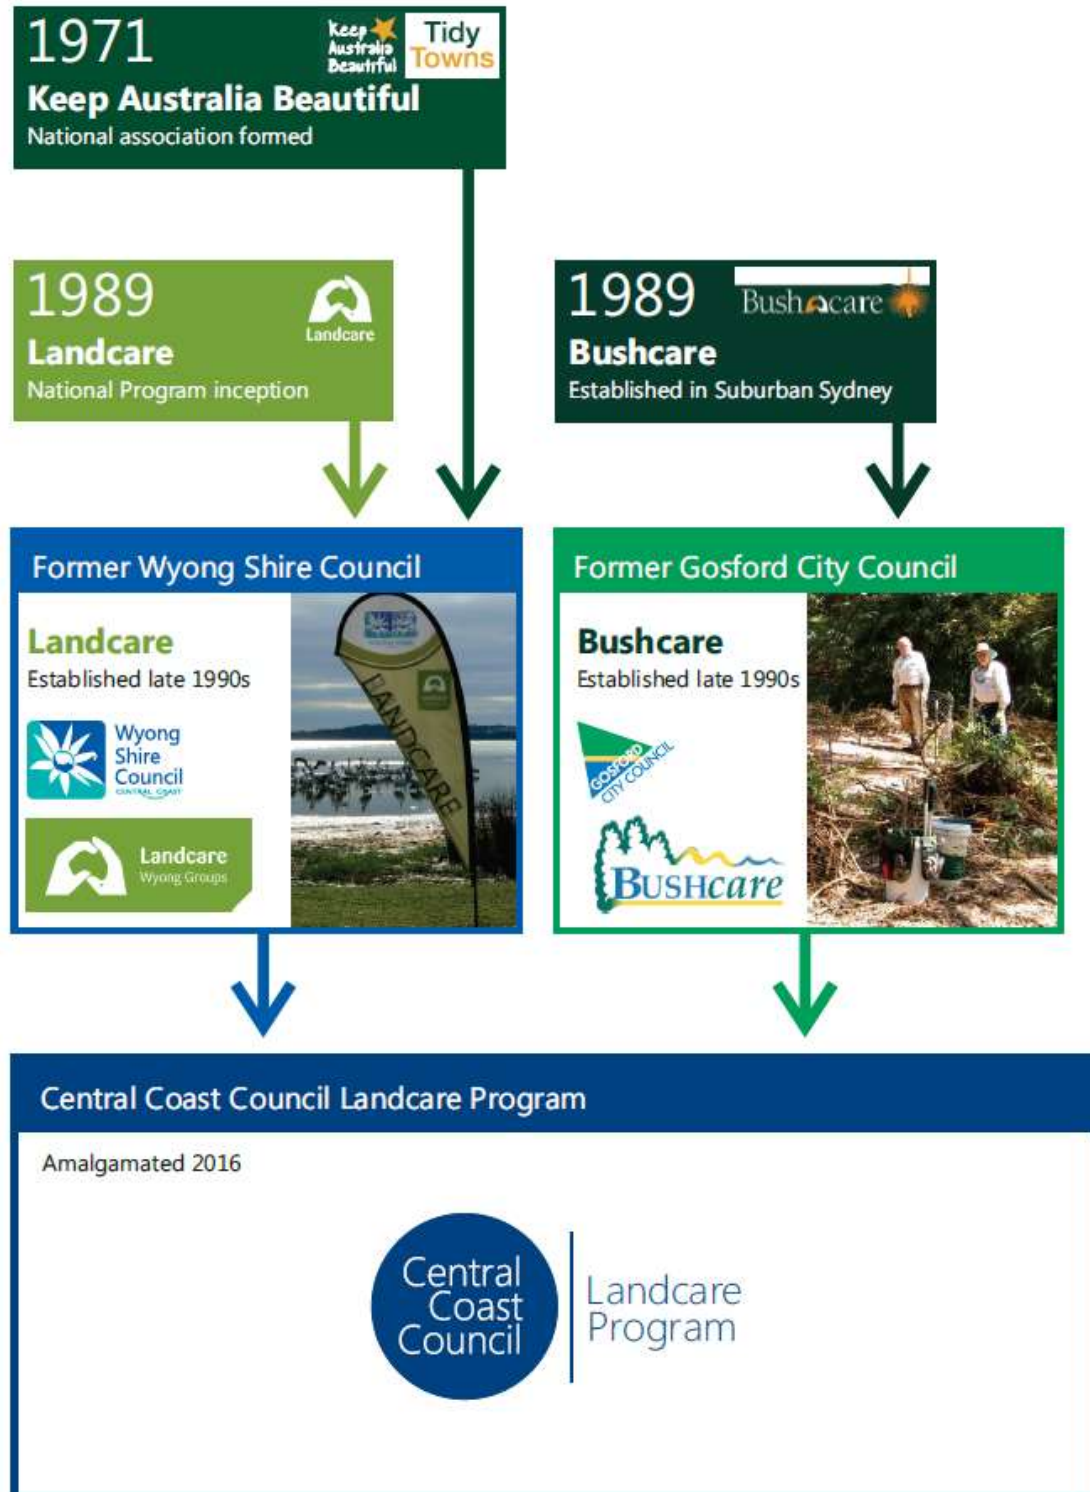 1971
Keep
Australia
Beautiful
Tidy
Towns
Keep Australia Beautiful
National association formed
1989
Landcare
Landcare
National Program inception
1989
Bushcare
Bushcare
Established in Suburban Sydney
Former Wyong Shire Council
Landcare
Established late 1990s
Wyong
Shire
Council
CENTRAL COAST
Landcare
Wyong Groups
LANDCARE
Former Gosford City Council
Bushcare
Established late 1990s
GOSFORD
CITY COUNCIL
BUSHcare
Central Coast Council Landcare Program
Amalgamated 2016
Central
Coast
Council
Landcare
Program